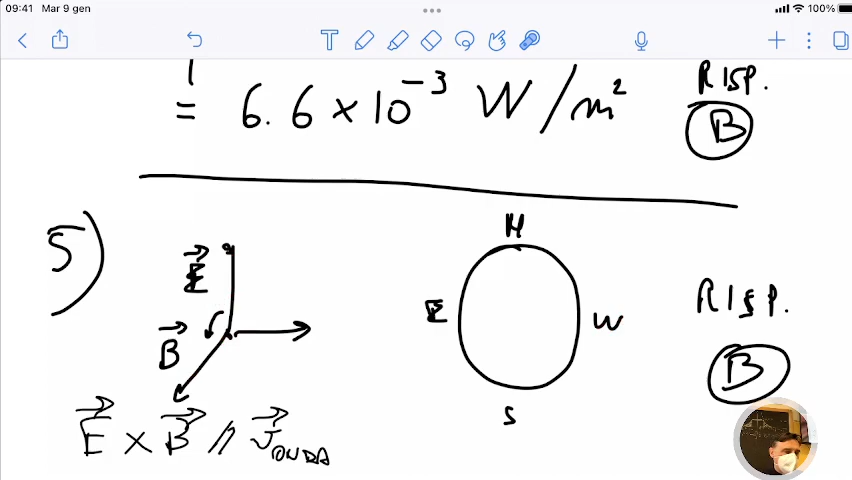 09:41 Mar 9 gen 100%
T
= 6.6 × 10⁻³ W/m²
RISP.
B
5)
E⃗
B⃗
N
E
W
S
RISP.
B
E⃗ × B⃗ // V⃗ONDA